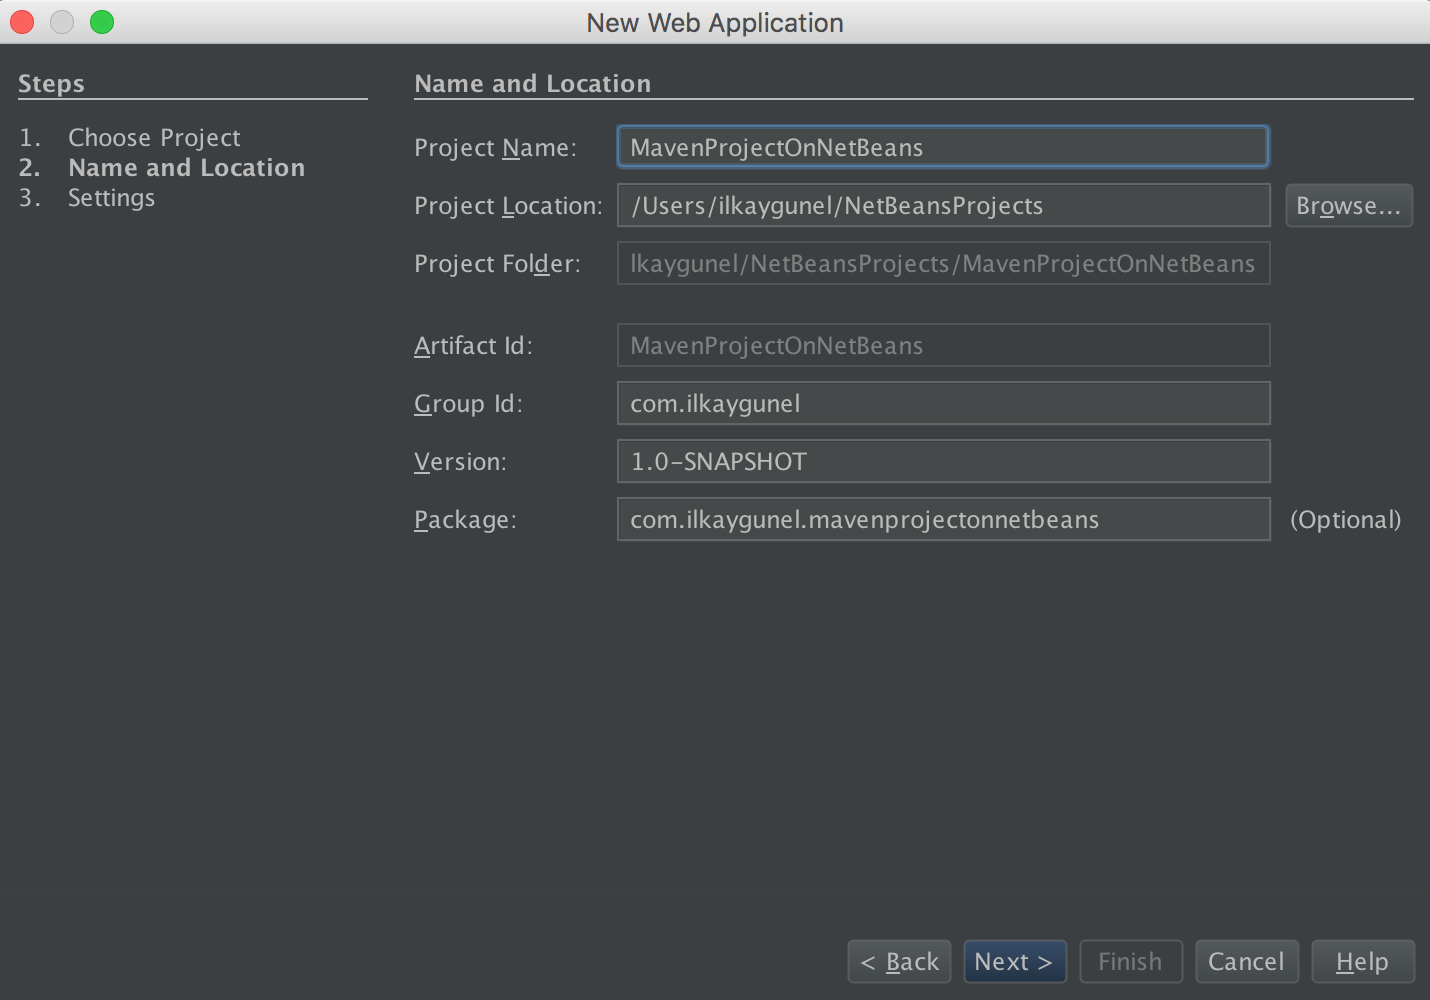 New Web Application
Steps
1. Choose Project
2. Name and Location
3. Settings
Name and Location
Project Name: MavenProjectOnNetBeans
Project Location: /Users/ilkaygunel/NetBeansProjects Browse...
Project Folder: lkaygunel/NetBeansProjects/MavenProjectOnNetBeans
Artifact Id: MavenProjectOnNetBeans
Group Id: com.ilkaygunel
Version: 1.0-SNAPSHOT
Package: com.ilkaygunel.mavenprojectonnetbeans (Optional)
< Back Next > Finish Cancel Help